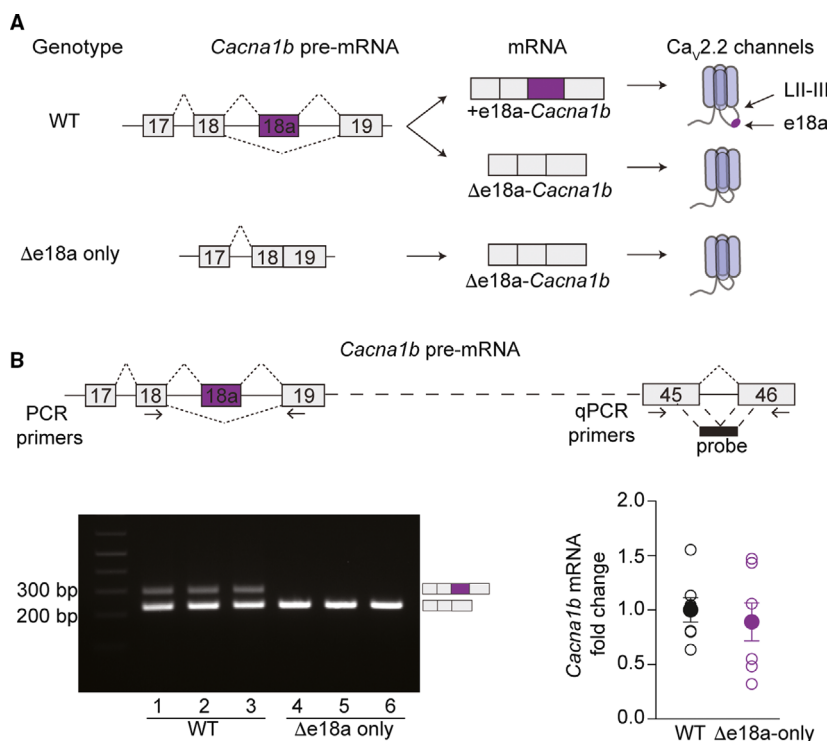 A
Genotype Cacna1b pre-mRNA mRNA CaV2.2 channels
WT
17 18 18a 19
+e18a-Cacna1b
LII-III
e18a
Δe18a-Cacna1b
Δe18a only
17 18 19
Δe18a-Cacna1b
B
Cacna1b pre-mRNA
17 18 18a 19
45 46
PCR
primers
qPCR
primers
probe
300 bp
200 bp
1 2 3 4 5 6
WT Δe18a only
Cacna1b mRNA
fold change
2.0
1.5
1.0
0.5
0.0
WT Δe18a-only